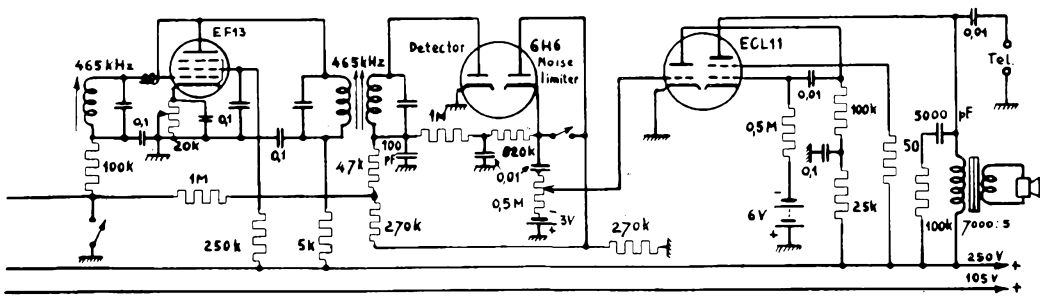 EF13
465kHz
0,1
20k
0,1
0,1
100k
1M
250k
5k
465kHz
100 pF
47k
270k
Detector
6H6
Noise
limiter
1M
820k
0,01
0,5M
3V
270k
ECL11
0,01
0,5M
6V
100k
0,1
25k
50
5000 pF
100k
0,01
Tel.
7000:5
250V
105V